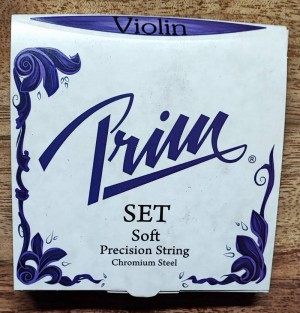 Violin
Prim®
SET
Soft
Precision String
Chromium Steel